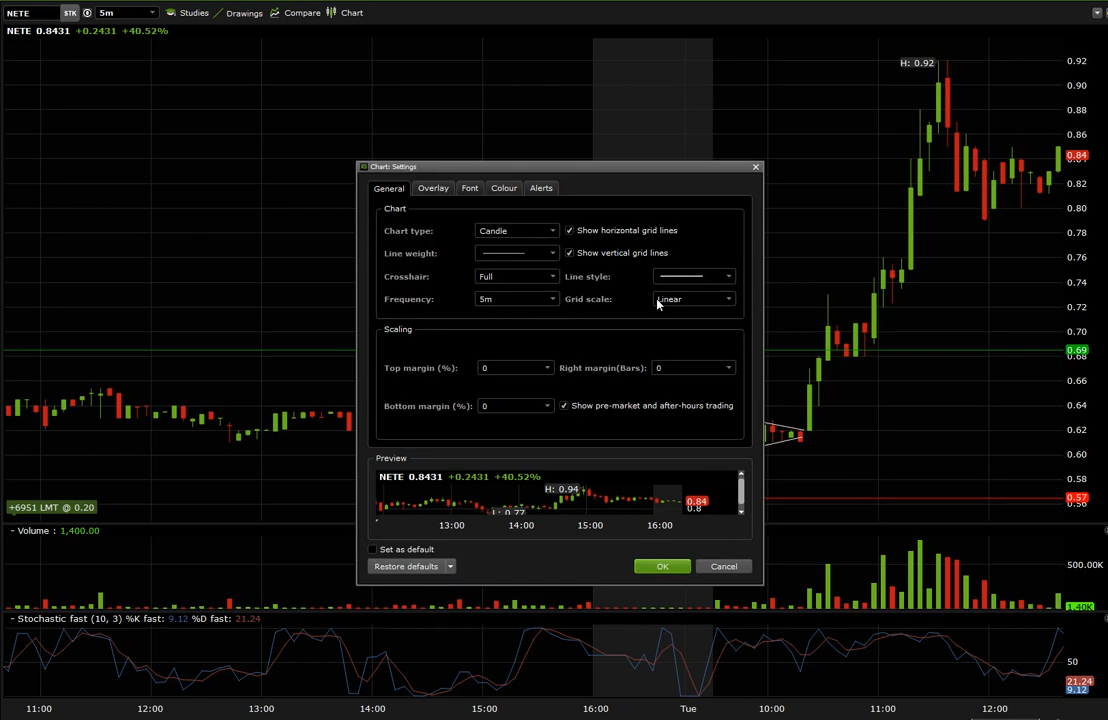 NETE STK 5m Studies Drawings Compare Chart
NETE 0.8431 +0.2431 +40.52%
H: 0.92
0.92
0.90
0.88
0.86
0.84
0.82
0.80
0.78
0.76
0.74
0.72
0.70
0.69
0.68
0.66
0.64
0.62
0.60
0.58
0.57
0.56
Chart: Settings
General Overlay Font Colour Alerts
Chart
Chart type: Candle Show horizontal grid lines
Line weight: Show vertical grid lines
Crosshair: Full Line style:
Frequency: 5m Grid scale: Linear
Scaling
Top margin (%): 0 Right margin(Bars): 0
Bottom margin (%): 0 Show pre-market and after-hours trading
Preview
NETE 0.8431 +0.2431 +40.52%
H: 0.94
L: 0.77
0.84
0.8
13:00 14:00 15:00 16:00
Set as default
Restore defaults OK Cancel
+6951 LMT @ 0.20
- Volume : 1,400.00
500.00K
1.40K
- Stochastic fast (10, 3) %K fast: 9.12 %D fast: 21.24
50
21.24
9.12
11:00 12:00 13:00 14:00 15:00 16:00 Tue 10:00 11:00 12:00